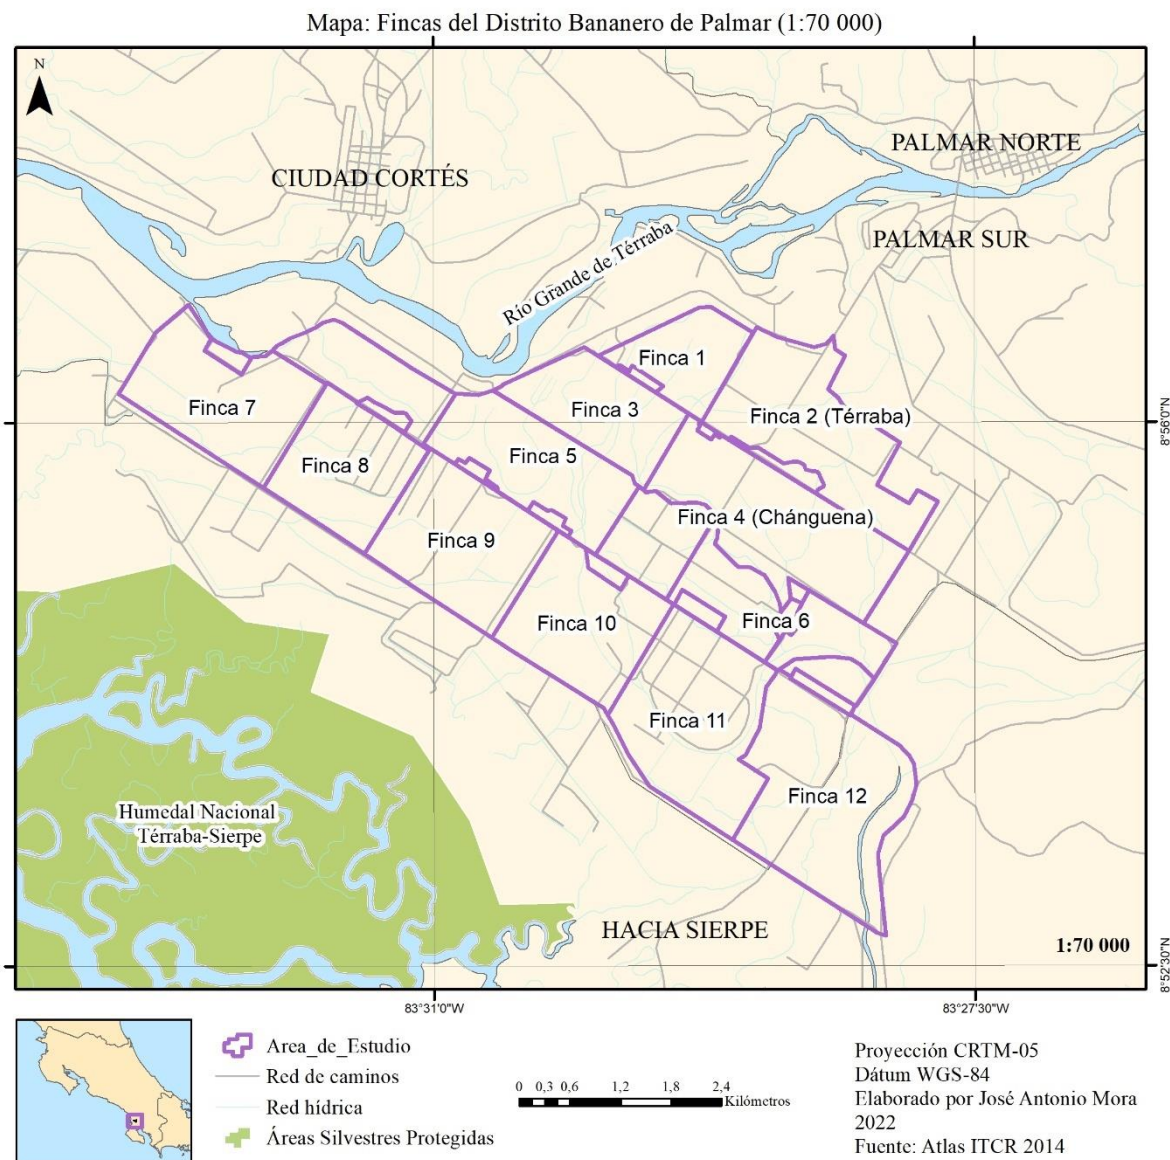 Mapa: Fincas del Distrito Bananero de Palmar (1:70 000)
N
PALMAR NORTE
CIUDAD CORTÉS
PALMAR SUR
Río Grande de Térraba
Finca 1
Finca 3
Finca 2 (Térraba)
Finca 7
8°56'0"N
Finca 5
Finca 8
Finca 4 (Chánguena)
Finca 9
Finca 10
Finca 6
Finca 11
Finca 12
Humedal Nacional
Térraba-Sierpe
HACIA SIERPE
1:70 000
8°52'30"N
83°31'0"W
83°27'30"W
Area_de_Estudio
Red de caminos
Red hídrica
Áreas Silvestres Protegidas
0 0,3 0,6 1,2 1,8 2,4
Kilómetros
Proyección CRTM-05
Dátum WGS-84
Elaborado por José Antonio Mora
2022
Fuente: Atlas ITCR 2014